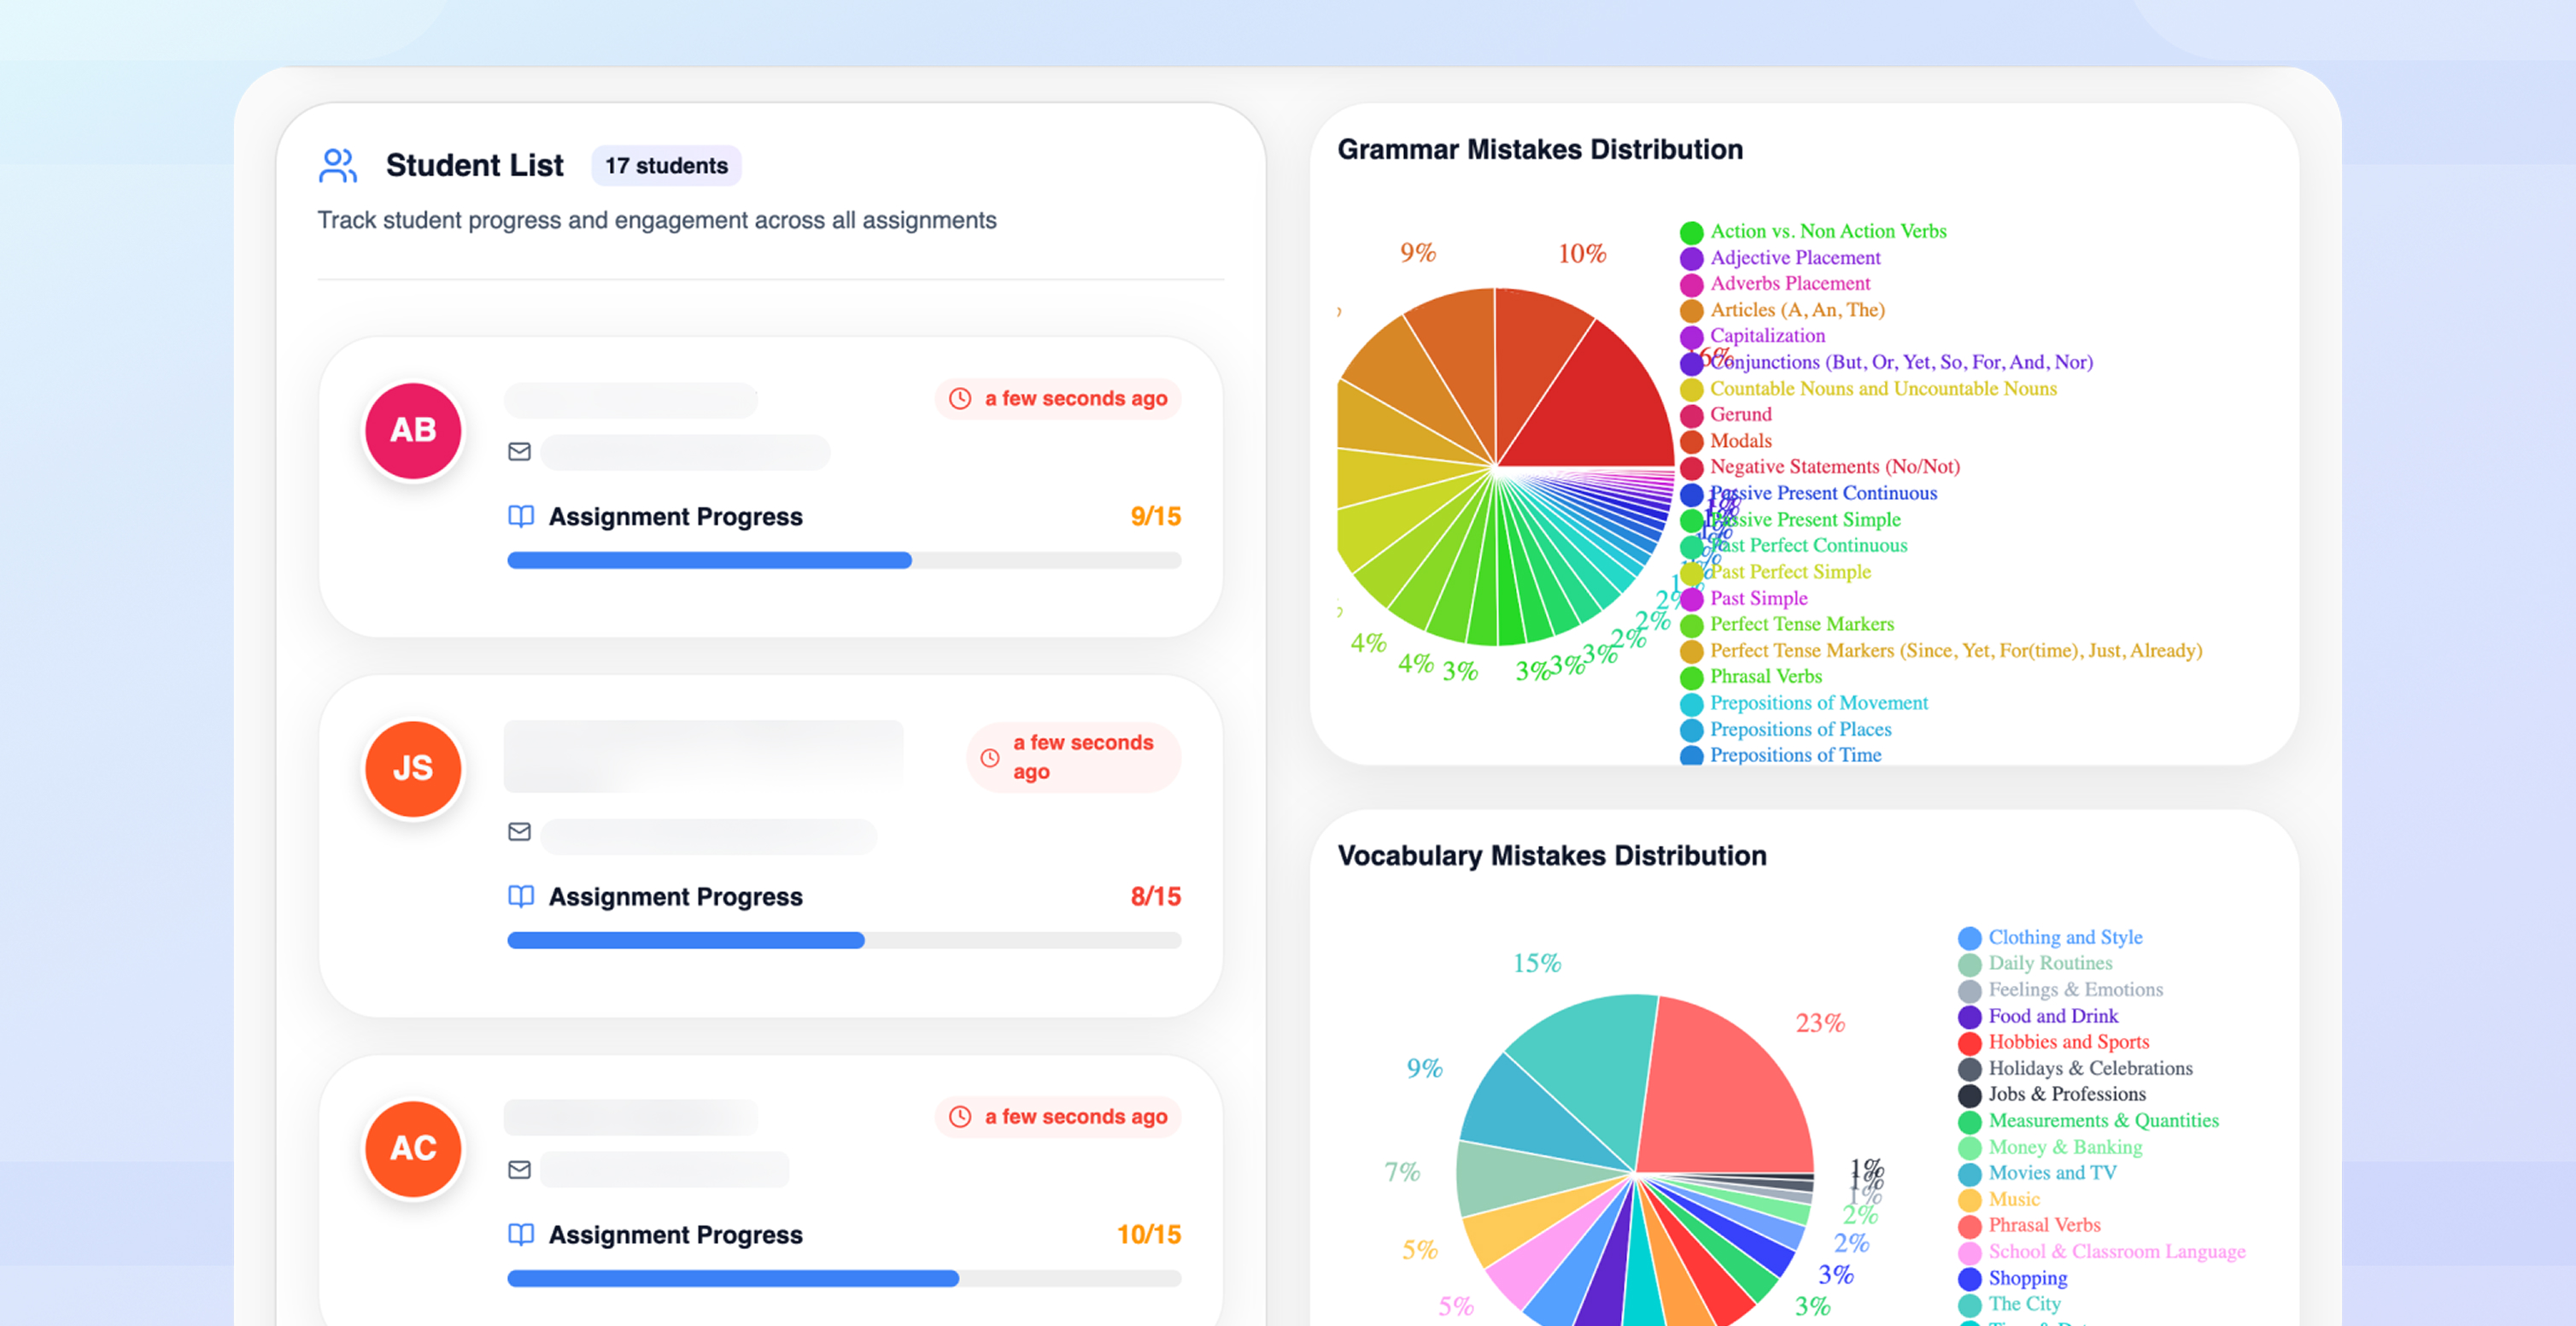 Student List
17 students
Track student progress and engagement across all assignments
AB
a few seconds ago
Assignment Progress
9/15
JS
a few seconds
ago
Assignment Progress
8/15
AC
a few seconds ago
Assignment Progress
10/15
Grammar Mistakes Distribution
9%
10%
4%
4%
3%
3%
3%
3%
2%
2%
2%
Action vs. Non Action Verbs
Adjective Placement
Adverbs Placement
Articles (A, An, The)
Capitalization
Conjunctions (But, Or, Yet, So, For, And, Nor)
Countable Nouns and Uncountable Nouns
Gerund
Modals
Negative Statements (No/Not)
Passive Present Continuous
Passive Present Simple
Past Perfect Continuous
Past Perfect Simple
Past Simple
Perfect Tense Markers
Perfect Tense Markers (Since, Yet, For(time), Just, Already)
Phrasal Verbs
Prepositions of Movement
Prepositions of Places
Prepositions of Time
Vocabulary Mistakes Distribution
15%
23%
9%
7%
5%
5%
1%
1%
1%
2%
2%
3%
3%
Clothing and Style
Daily Routines
Feelings & Emotions
Food and Drink
Hobbies and Sports
Holidays & Celebrations
Jobs & Professions
Measurements & Quantities
Money & Banking
Movies and TV
Music
Phrasal Verbs
School & Classroom Language
Shopping
The City